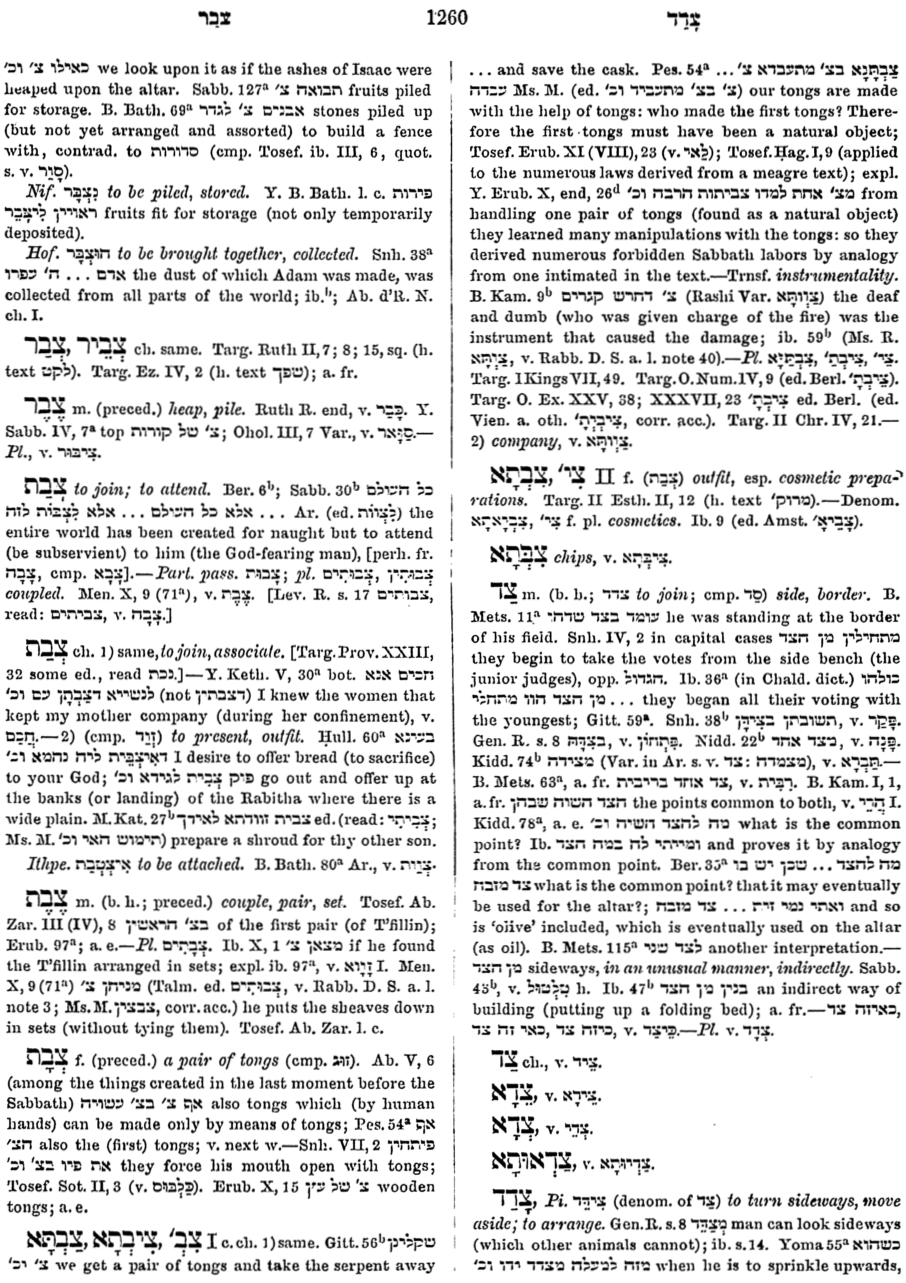 צבר 1260 צָדַד
כאילו צ׳ וכ׳ we look upon it as if the ashes of Isaac were
heaped upon the altar. Sabb. 127ᵃ תבואה צ׳ fruits piled
for storage. B. Bath. 69ᵃ אבנים צ׳ לגדר stones piled up
(but not yet arranged and assorted) to build a fence
with, contrad. to סדורות (cmp. Tosef. ib. III, 6, quot.
s. v. סָוַר).
Nif. נִצְבַּר to be piled, stored. Y. B. Bath. l. c. פירות
ראויין לִיצָּבֵר fruits fit for storage (not only temporarily
deposited).
Hof. הוּצְבַּר to be brought together, collected. Snh. 38ᵃ
אדם ... ה׳ עפרו the dust of which Adam was made, was
collected from all parts of the world; ib.ᵇ; Ab. d'R. N.
ch. I.
צְבַר, צְבֵיר ch. same. Targ. Ruth II, 7; 8; 15, sq. (h.
text לקט). Targ. Ez. IV, 2 (h. text שפך); a. fr.
צֶבֶר m. (preced.) heap, pile. Ruth R. end, v. כָּבַר. Y.
Sabb. IV, 7ᵃ top צ׳ של קורות; Ohol. III, 7 Var., v. סַוָּאר.—
Pl., v. צִיבּוּר.
צָבַת to join; to attend. Ber. 6ᵇ; Sabb. 30ᵇ כל העולם
... אלא כל העולם ... אלא לִצְבּוֹת לזה Ar. (ed. לְצַוּוֹת) the
entire world has been created for naught but to attend
(be subservient) to him (the God-fearing man), [perh. fr.
צָבָה, cmp. צָבָא].—Part. pass. צָבוּת; pl. צְבוּתִים, צְבוּתִין
coupled. Men. X, 9 (71ᵃ), v. צֶבֶת. [Lev. R. s. 17 צבותים,
read: צביתים, v. צָבָה.]
צְבַת ch. 1) same, to join, associate. [Targ. Prov. XXIII,
32 some ed., read נכת.]—Y. Keth. V, 30ᵃ bot. חכים אנא
לנשייא דצַבְתָן עם וכ׳ (not דצבתין) I knew the women that
kept my mother company (during her confinement), v.
חֲכַם.—2) (cmp. זְוַד) to present, outfit. Ḥull. 60ᵃ בעינא
דאִיצְבֵּית ליה נהמא וכ׳ I desire to offer bread (to sacrifice)
to your God; פיק צְבִית לגידא וכ׳ go out and offer up at
the banks (or landing) of the Rabitha where there is a
wide plain. M. Kat. 27ᵇ צבית זוודתא לאידך ed. (read: צביתי;
Ms. M. תימוש האי וכ׳) prepare a shroud for thy other son.
Ithpe. אִיצְטְבַת to be attached. B. Bath. 80ᵃ Ar., v. צְוַות.
צֶבֶת m. (b. h.; preced.) couple, pair, set. Tosef. Ab.
Zar. III (IV), 8 בצ׳ הראשון of the first pair (of T'fillin);
Erub. 97ᵃ; a. e.—Pl. צְבָתִים. Ib. X, 1 מצאן צ׳ if he found
the T'fillin arranged in sets; expl. ib. 97ᵃ, v. זָוְוא I. Men.
X, 9 (71ᵃ) מניחן צ׳ (Talm. ed. צְבוּתִים, v. Rabb. D. S. a. l.
note 3; Ms. M. צבצין, corr. acc.) he puts the sheaves down
in sets (without tying them). Tosef. Ab. Zar. l. c.
צְבָת f. (preced.) a pair of tongs (cmp. זוּג). Ab. V, 6
(among the things created in the last moment before the
Sabbath) אף צ׳ בצ׳ עשויה also tongs which (by human
hands) can be made only by means of tongs; Pes. 54ᵃ אף
הצ׳ also the (first) tongs; v. next w.—Snh. VII, 2 פיתחין
את פיו בצ׳ וכ׳ they force his mouth open with tongs;
Tosef. Sot. II, 3 (v. כַּלְבּוּס). Erub. X, 15 צ׳ של עץ wooden
tongs; a. e.
צְבָתָא, צִיבְתָא, צְבְ׳ I c. ch. 1) same. Gitt. 56ᵇ שקלינן
צ׳ וכ׳ we get a pair of tongs and take the serpent away
... and save the cask. Pes. 54ᵃ ... צְבָתָנָא בצ׳ מתעבדא צ׳
עבדה Ms. M. (ed. צ׳ בצ׳ מתעביד וכ׳) our tongs are made
with the help of tongs: who made the first tongs? There-
fore the first tongs must have been a natural object;
Tosef. Erub. XI (VIII), 23 (v. לְאִי); Tosef. Ḥag. I, 9 (applied
to the numerous laws derived from a meagre text); expl.
Y. Erub. X, end, 26ᵈ מצ׳ אחת למדו צביתות הרבה וכ׳ from
handling one pair of tongs (found as a natural object)
they learned many manipulations with the tongs: so they
derived numerous forbidden Sabbath labors by analogy
from one intimated in the text.—Trnsf. instrumentality.
B. Kam. 9ᵇ צ׳ דחרש קגרים (Rashi Var. צַוְותָּא) the deaf
and dumb (who was given charge of the fire) was the
instrument that caused the damage; ib. 59ᵇ (Ms. R.
צַוְתָּא, v. Rabb. D. S. a. l. note 40).—Pl. צִבְתַיָּא, צִיבְתַ׳, צִי׳.
Targ. I Kings VII, 49. Targ. O. Num. IV, 9 (ed. Berl. צִיבְתָ׳).
Targ. O. Ex. XXV, 38; XXXVII, 23 צִיבְתָ׳ ed. Berl. (ed.
Vien. a. oth. צִיבְיָת׳, corr. acc.). Targ. II Chr. IV, 21.—
2) company, v. צַוְותָּא.
צִבְתָא, צִי׳ II f. (צְבַת) outfit, esp. cosmetic prepa-
rations. Targ. II Esth. II, 12 (h. text מרוק׳).—Denom.
צִבְיָאתָא, צִי׳ f. pl. cosmetics. Ib. 9 (ed. Amst. צָבִיאָ׳).
צִבְּתָא chips, v. צִיבְּתָא.
צַד m. (b. h.; צדד to join; cmp. סַד) side, border. B.
Mets. 11ᵃ עומד בצד שדהו he was standing at the border
of his field. Snh. IV, 2 in capital cases מתחילין מן הצד
they begin to take the votes from the side bench (the
junior judges), opp. הגדול. Ib. 36ᵃ (in Chald. dict.) כולהו
מן הצד הוו מתחלי ... they began all their voting with
the youngest; Gitt. 59ᵃ. Snh. 38ᵇ תשובתן בצידן, v. פָּקַר.
Gen. R. s. 8 בצדה, v. פִּתְחוֹן. Nidd. 22ᵇ מצד אחד, v. פָּנָה.
Kidd. 74ᵇ מצידה (Var. in Ar. s. v. צד: מצמדה), v. חַבְרָא.—
B. Mets. 63ᵃ, a. fr. צד אחד בריבית, v. רִבִּית. B. Kam. I, 1,
a. fr. הצד השוה שבהן the points common to both, v. הֲרֵי I.
Kidd. 78ᵃ, a. e. מה להצד השוה וכ׳ what is the common
point? Ib. ומייתי לה במה הצד and proves it by analogy
from the common point. Ber. 35ᵃ מה להצד ... שכן יש בו
צד מזבח what is the common point? that it may eventually
be used for the altar?; ואתי נמי זית ... צד מזבח and so
is 'olive' included, which is eventually used on the altar
(as oil). B. Mets. 115ᵃ לצד שני another interpretation.—
מן הצד sideways, in an unusual manner, indirectly. Sabb.
43ᵇ, v. טִלְטוּל h. Ib. 47ᵇ בנין מן הצד an indirect way of
building (putting up a folding bed); a. fr.—כאיזה צד,
כיזה צד, כאי זה צד, v. כֵּיצַד.—Pl. v. צְדָד.
צַד ch., v. צַיד.
צֵדָא, v. צֵידָא.
צְדָא, v. צְדֵי.
צַדְאוּתָא, v. צַדְיוּתָא.
צָדַד, Pi. צִידֵּד (denom. of צַד) to turn sideways, move
aside; to arrange. Gen. R. s. 8 מְצַדֵּד man can look sideways
(which other animals cannot); ib. s. 14. Yoma 55ᵃ כשהוא
מזה למעלה מצדד ידו וכ׳ when he is to sprinkle upwards,